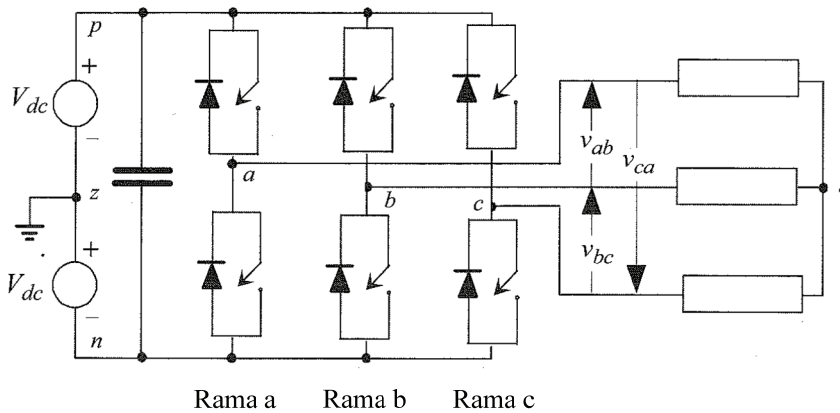 p
+
V_dc
−
a
v_ab
v_ca
z
b
c
+
v_bc
V_dc
−
n
Rama a Rama b Rama c